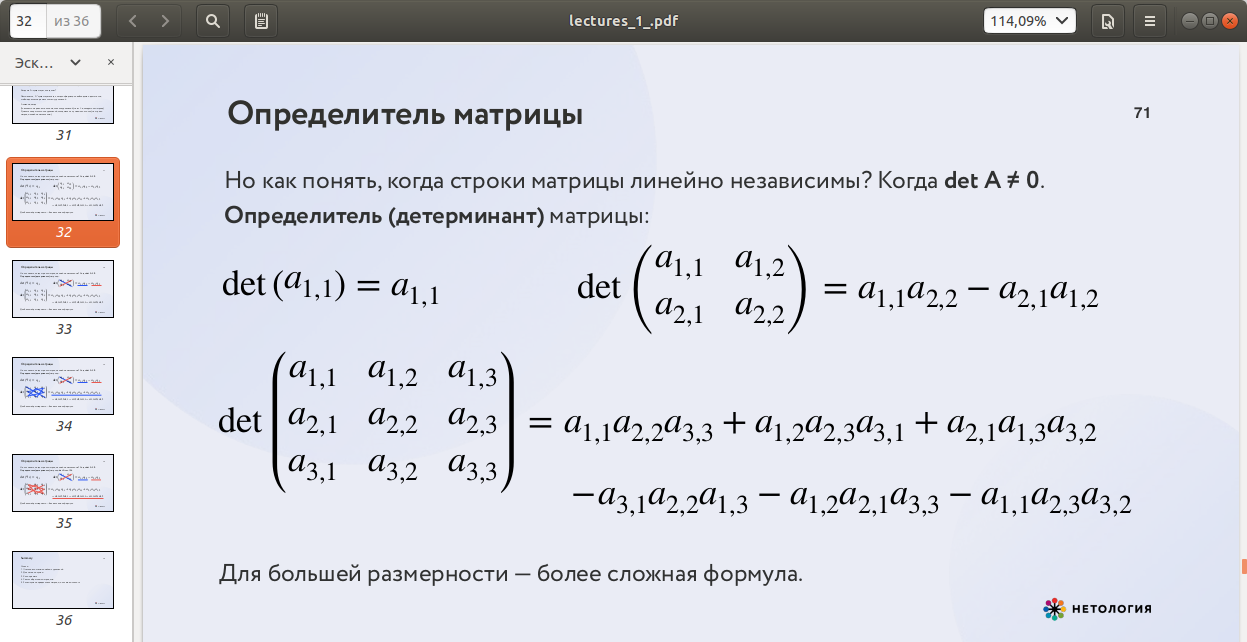 32 из 36
lectures_1_.pdf
114,09%
Эск...
31
32
33
34
35
36
Определитель матрицы
71
Но как понять, когда строки матрицы линейно независимы? Когда det A ≠ 0.
Определитель (детерминант) матрицы:
det (a1,1) = a1,1
det (a1,1 a1,2
a2,1 a2,2) = a1,1a2,2 − a2,1a1,2
det (a1,1 a1,2 a1,3
a2,1 a2,2 a2,3
a3,1 a3,2 a3,3) = a1,1a2,2a3,3 + a1,2a2,3a3,1 + a2,1a1,3a3,2
−a3,1a2,2a1,3 − a1,2a2,1a3,3 − a1,1a2,3a3,2
Для большей размерности — более сложная формула.
НЕТОЛОГИЯ